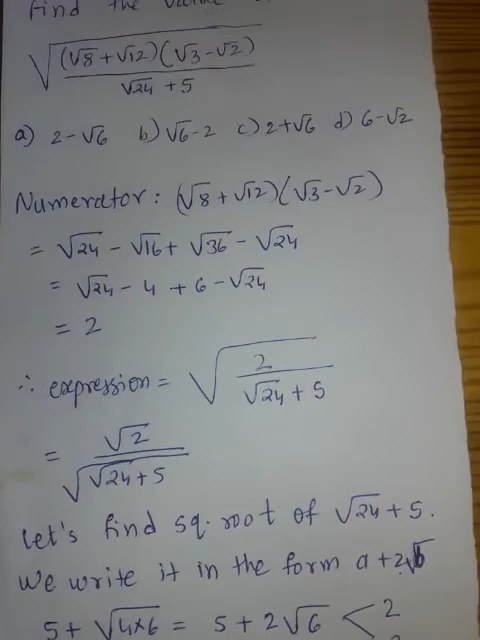 Find the value
√((√8+√12)(√3-√2) / (√24 + 5))
a) 2-√6 b) √6-2 c) 2+√6 d) 6-√2
Numerator: (√8+√12)(√3-√2)
= √24 - √16 + √36 - √24
= √24 - 4 + 6 - √24
= 2
∴ expression = √(2 / (√24 + 5))
= √2 / √(√24+5)
Let's find sq. root of √24+5.
We write it in the form a+2√b
5+ √4×6 = 5+2√6 < 2